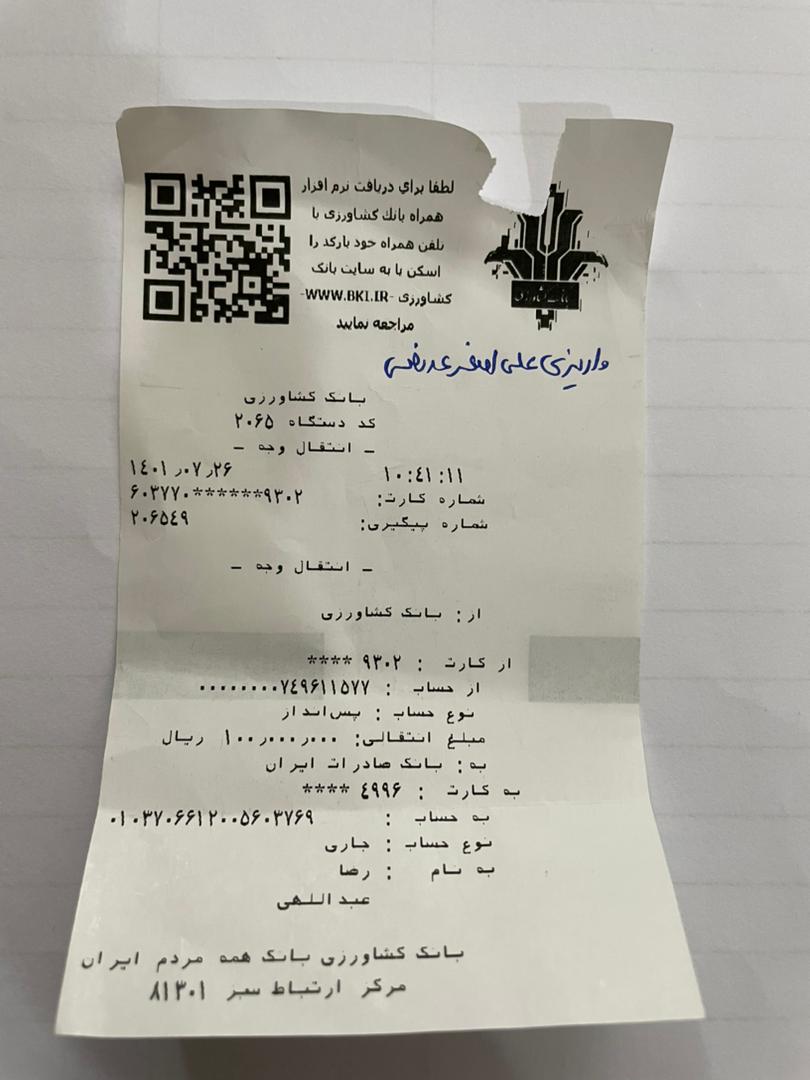 لطفا براي دريافت نرم افزار
همراه بانك كشاورزي با
تلفن همراه خود باركد را
اسكن يا به سايت بانك
كشاورزي -WWW.BKI.IR-
مراجعه نماييد
بانک کشاورزی
واریزی علی اصغر
بانک کشاورزی
کد دستگاه ۲۰۶۵
- انتقال وجه -
۱۰:۴۱:۱۱ ۱۴۰۱٫۰۷٫۲۶
شماره کارت: ۶۰۳۷۷۰******۹۳۰۲
شماره پیگیری: ۲۰۶۵۴۹
- انتقال وجه -
از: بانک کشاورزی
از کارت : ۹۳۰۲ ****
از حساب : ۰۰۰۰۰۰۰۰۷۴۹۶۱۱۵۷۷
نوع حساب : پس‌انداز
مبلغ انتقالی: ۱۰۰٫۰۰۰٫۰۰۰ ریال
به: بانک صادرات ایران
به کارت : ۴۹۹۶ ****
به حساب : ۰۱۰۳۷۰۶۶۱۲۰۰۵۶۰۳۷۶۹
نوع حساب : جاری
به نام : رضا
عبداللهی
بانک کشاورزی بانک همه مردم ایران
مرکز ارتباط سبز ۸۱۳۰۱